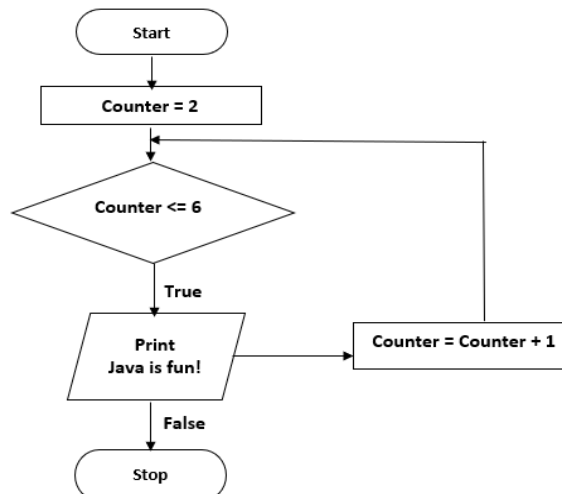 Start
Counter = 2
Counter <= 6
True
Print
Java is fun!
Counter = Counter + 1
False
Stop